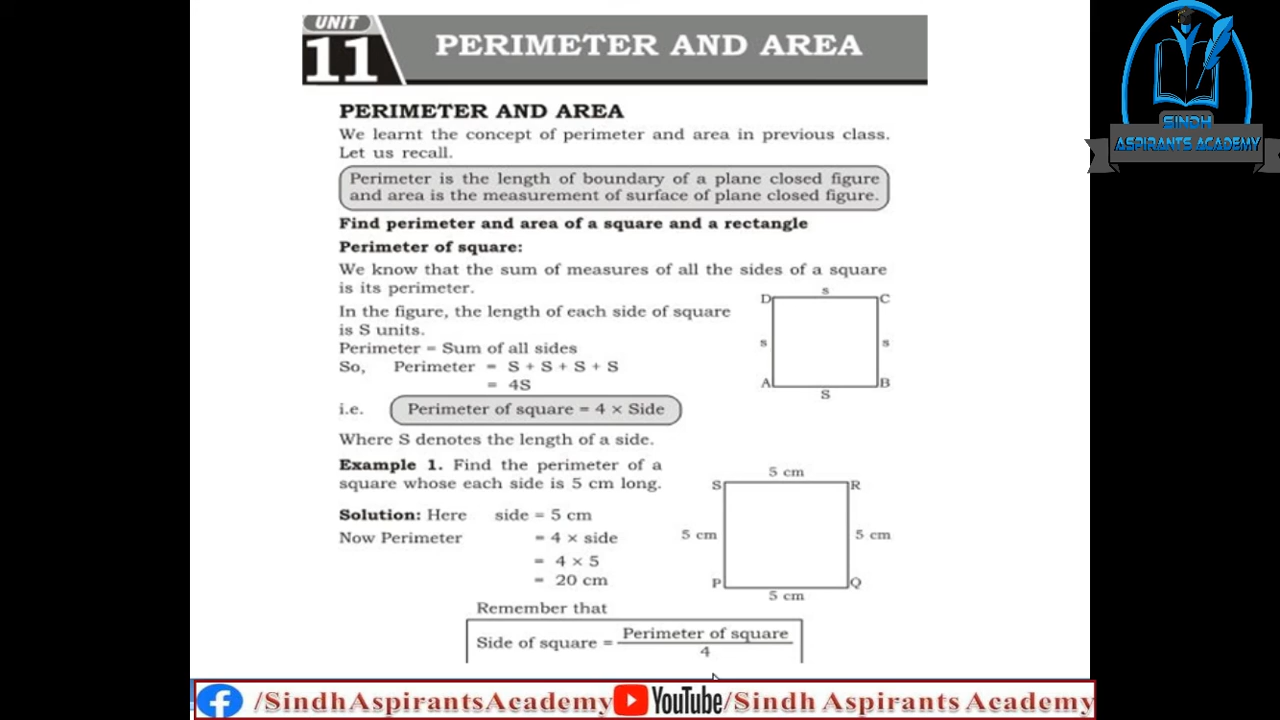 UNIT
11
PERIMETER AND AREA
PERIMETER AND AREA
We learnt the concept of perimeter and area in previous class.
Let us recall.
Perimeter is the length of boundary of a plane closed figure
and area is the measurement of surface of plane closed figure.
Find perimeter and area of a square and a rectangle
Perimeter of square:
We know that the sum of measures of all the sides of a square
is its perimeter.
In the figure, the length of each side of square
is S units.
Perimeter = Sum of all sides
So, Perimeter = S + S + S + S
= 4S
i.e. Perimeter of square = 4 × Side
Where S denotes the length of a side.
D s C
s s
A B
S
Example 1. Find the perimeter of a
square whose each side is 5 cm long.
Solution: Here side = 5 cm
Now Perimeter = 4 × side
= 4 × 5
= 20 cm
5 cm
S R
5 cm 5 cm
P Q
5 cm
Remember that
Side of square = Perimeter of square
4
SINDH
ASPIRANTS ACADEMY
/SindhAspirantsAcademy YouTube/Sindh Aspirants Academy